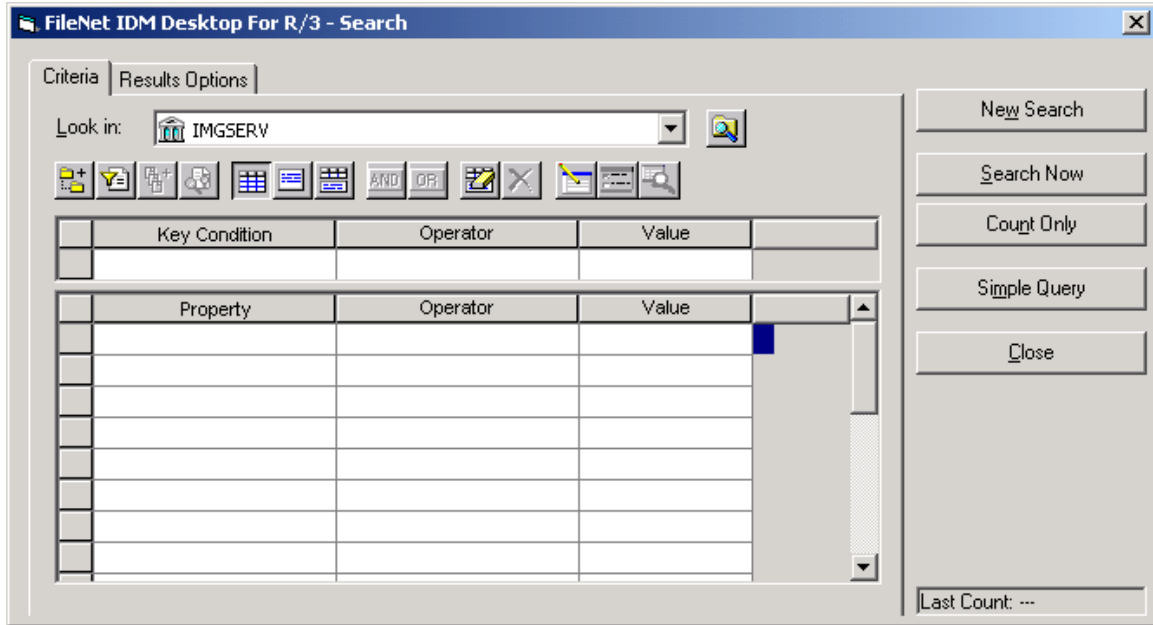 FileNet IDM Desktop For R/3 - Search
Criteria
Results Options
Look in:
IMGSERV
AND
OR
Key Condition
Operator
Value
Property
Operator
Value
New Search
Search Now
Count Only
Simple Query
Close
Last Count: ---